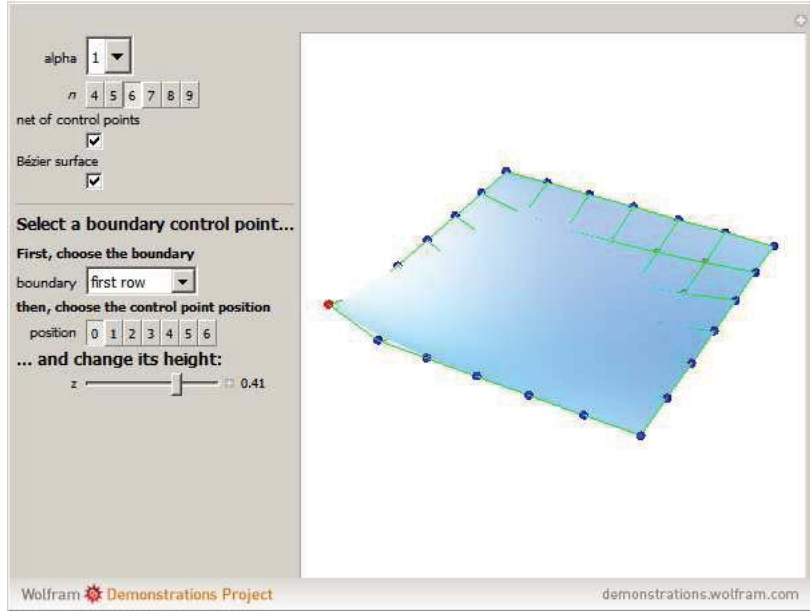 alpha 1
n 4 5 6 7 8 9
net of control points
Bézier surface
Select a boundary control point...
First, choose the boundary
boundary first row
then, choose the control point position
position 0 1 2 3 4 5 6
... and change its height:
z 0.41
Wolfram Demonstrations Project demonstrations.wolfram.com